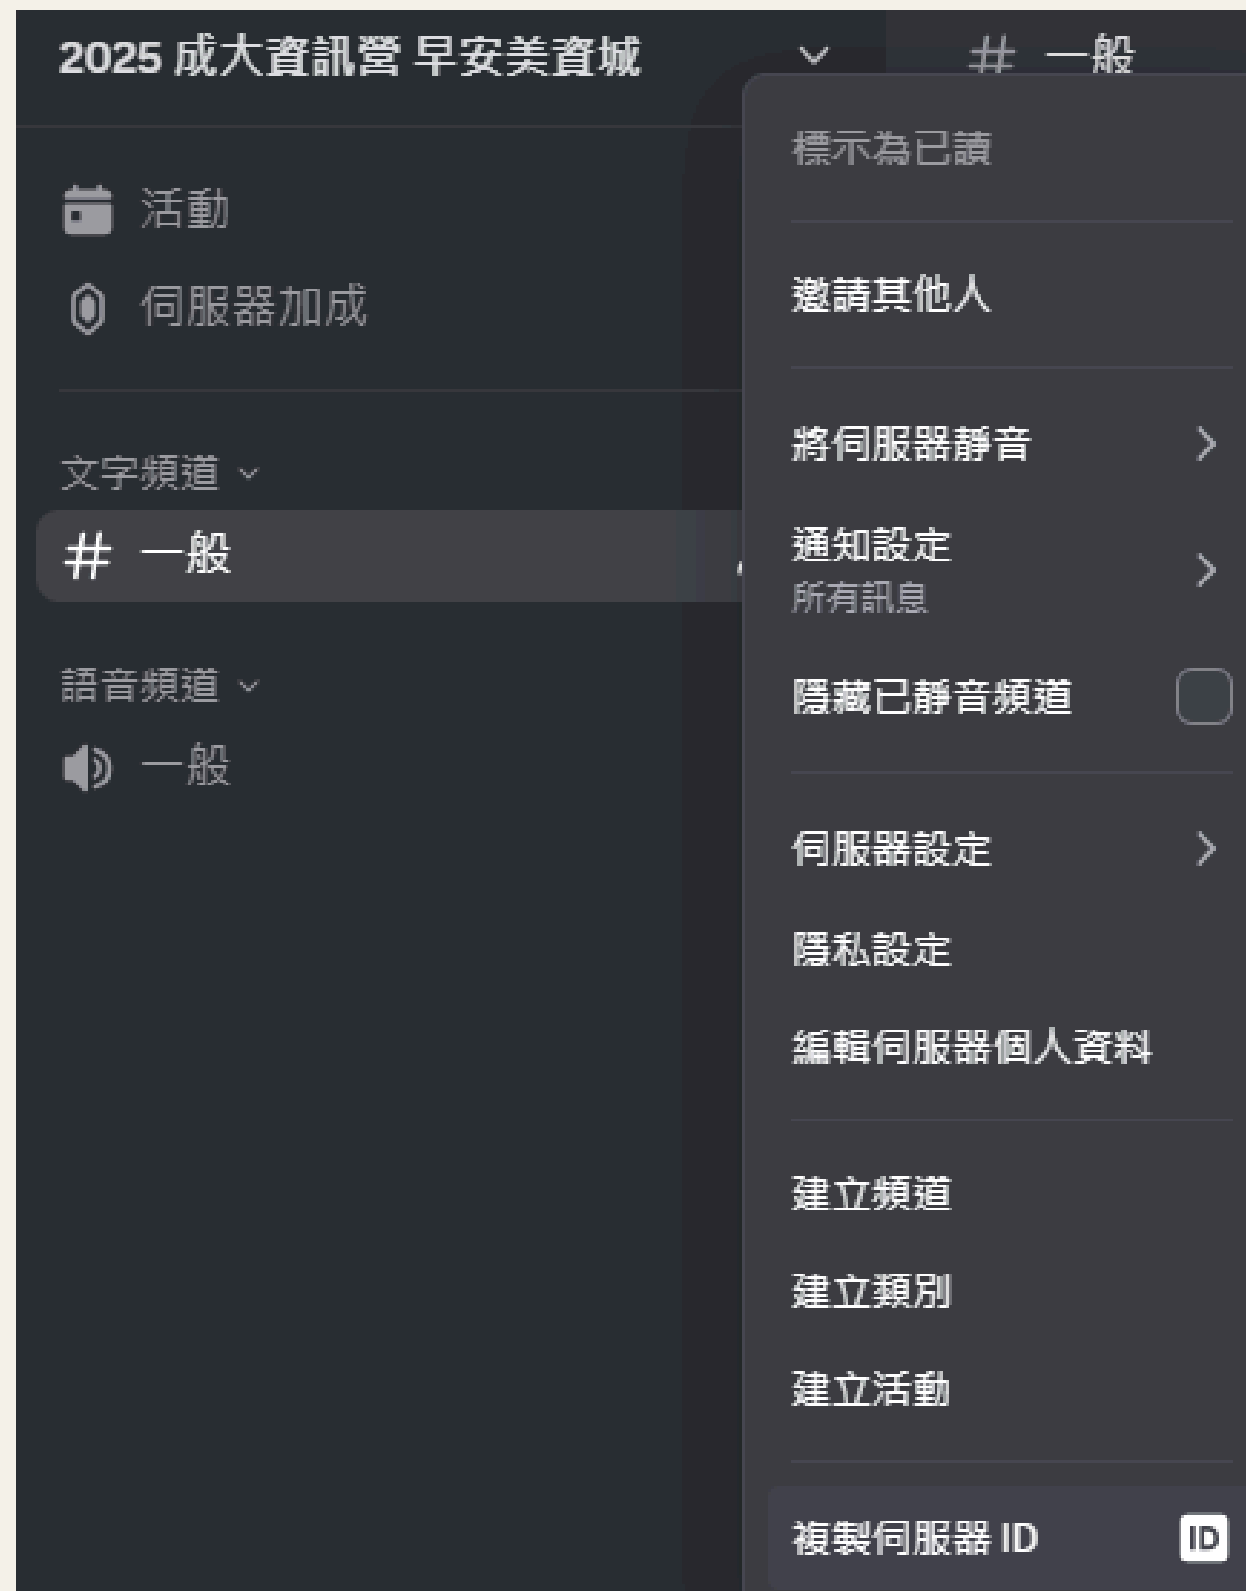 2025 成大資訊營 早安美資城
一般
活動
伺服器加成
文字頻道
一般
語音頻道
一般
標示為已讀
邀請其他人
將伺服器靜音
通知設定
所有訊息
隱藏已靜音頻道
伺服器設定
隱私設定
編輯伺服器個人資料
建立頻道
建立類別
建立活動
複製伺服器 ID
ID